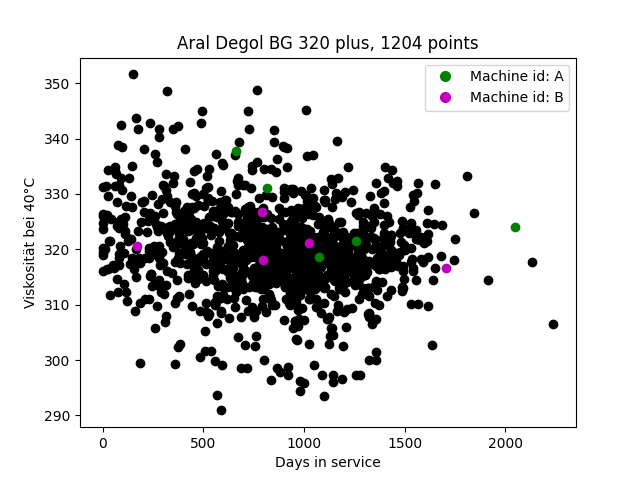 Aral Degol BG 320 plus, 1204 points
Machine id: A
Machine id: B
Viskosität bei 40°C
350
340
330
320
310
300
290
0
500
1000
1500
2000
Days in service